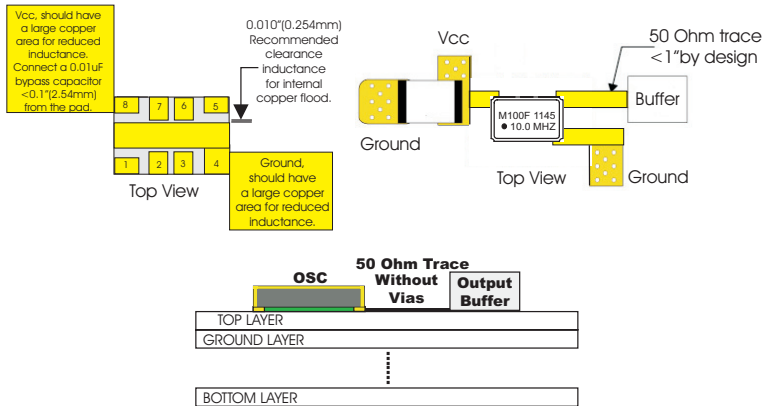 Vcc, should have
a large copper
area for reduced
inductance.
Connect a 0.01uF
bypass capacitor
<0.1"(2.54mm)
from the pad.
8
7
6
5
1
2
3
4
Top View
0.010"(0.254mm)
Recommended
clearance
inductance
for internal
copper flood.
Ground,
should have
a large copper
area for reduced
inductance.
Vcc
Ground
M100F 1145
10.0 MHZ
Top View
50 Ohm trace
<1"by design
Buffer
Ground
OSC
50 Ohm Trace
Without
Vias
Output
Buffer
TOP LAYER
GROUND LAYER
BOTTOM LAYER